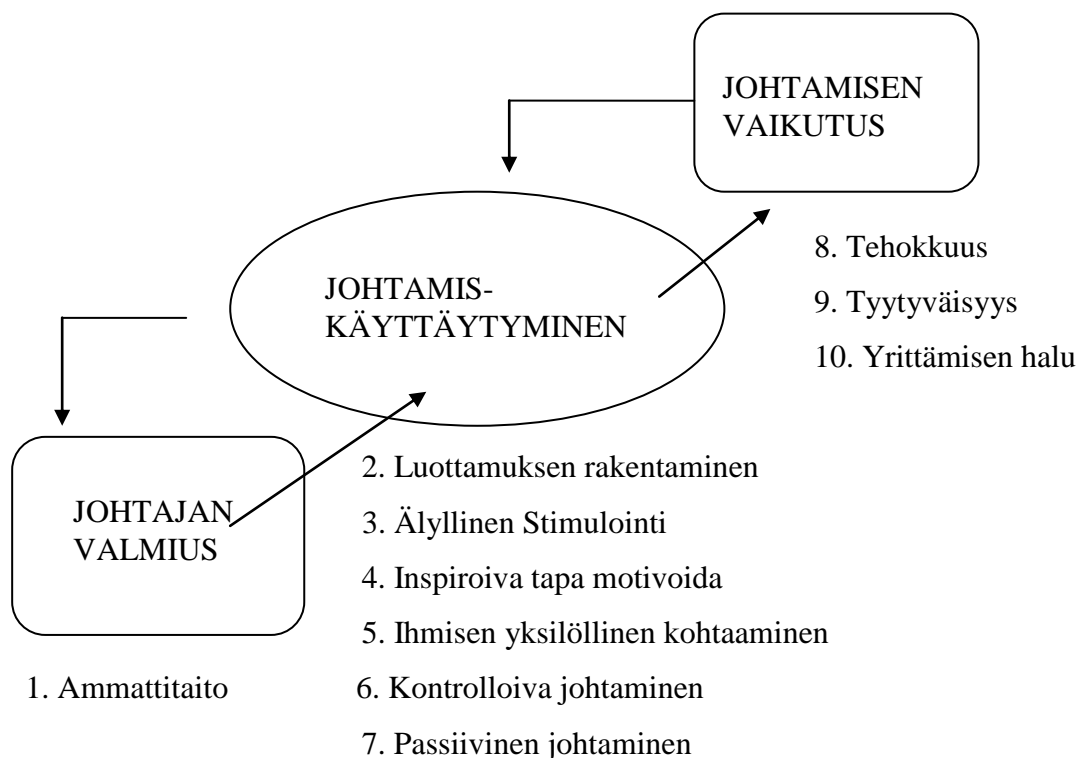 JOHTAMISEN
VAIKUTUS
8. Tehokkuus
9. Tyytyväisyys
10. Yrittämisen halu
JOHTAMIS-
KÄYTTÄYTYMINEN
2. Luottamuksen rakentaminen
3. Älyllinen Stimulointi
4. Inspiroiva tapa motivoida
5. Ihmisen yksilöllinen kohtaaminen
6. Kontrolloiva johtaminen
7. Passiivinen johtaminen
JOHTAJAN
VALMIUS
1. Ammattitaito